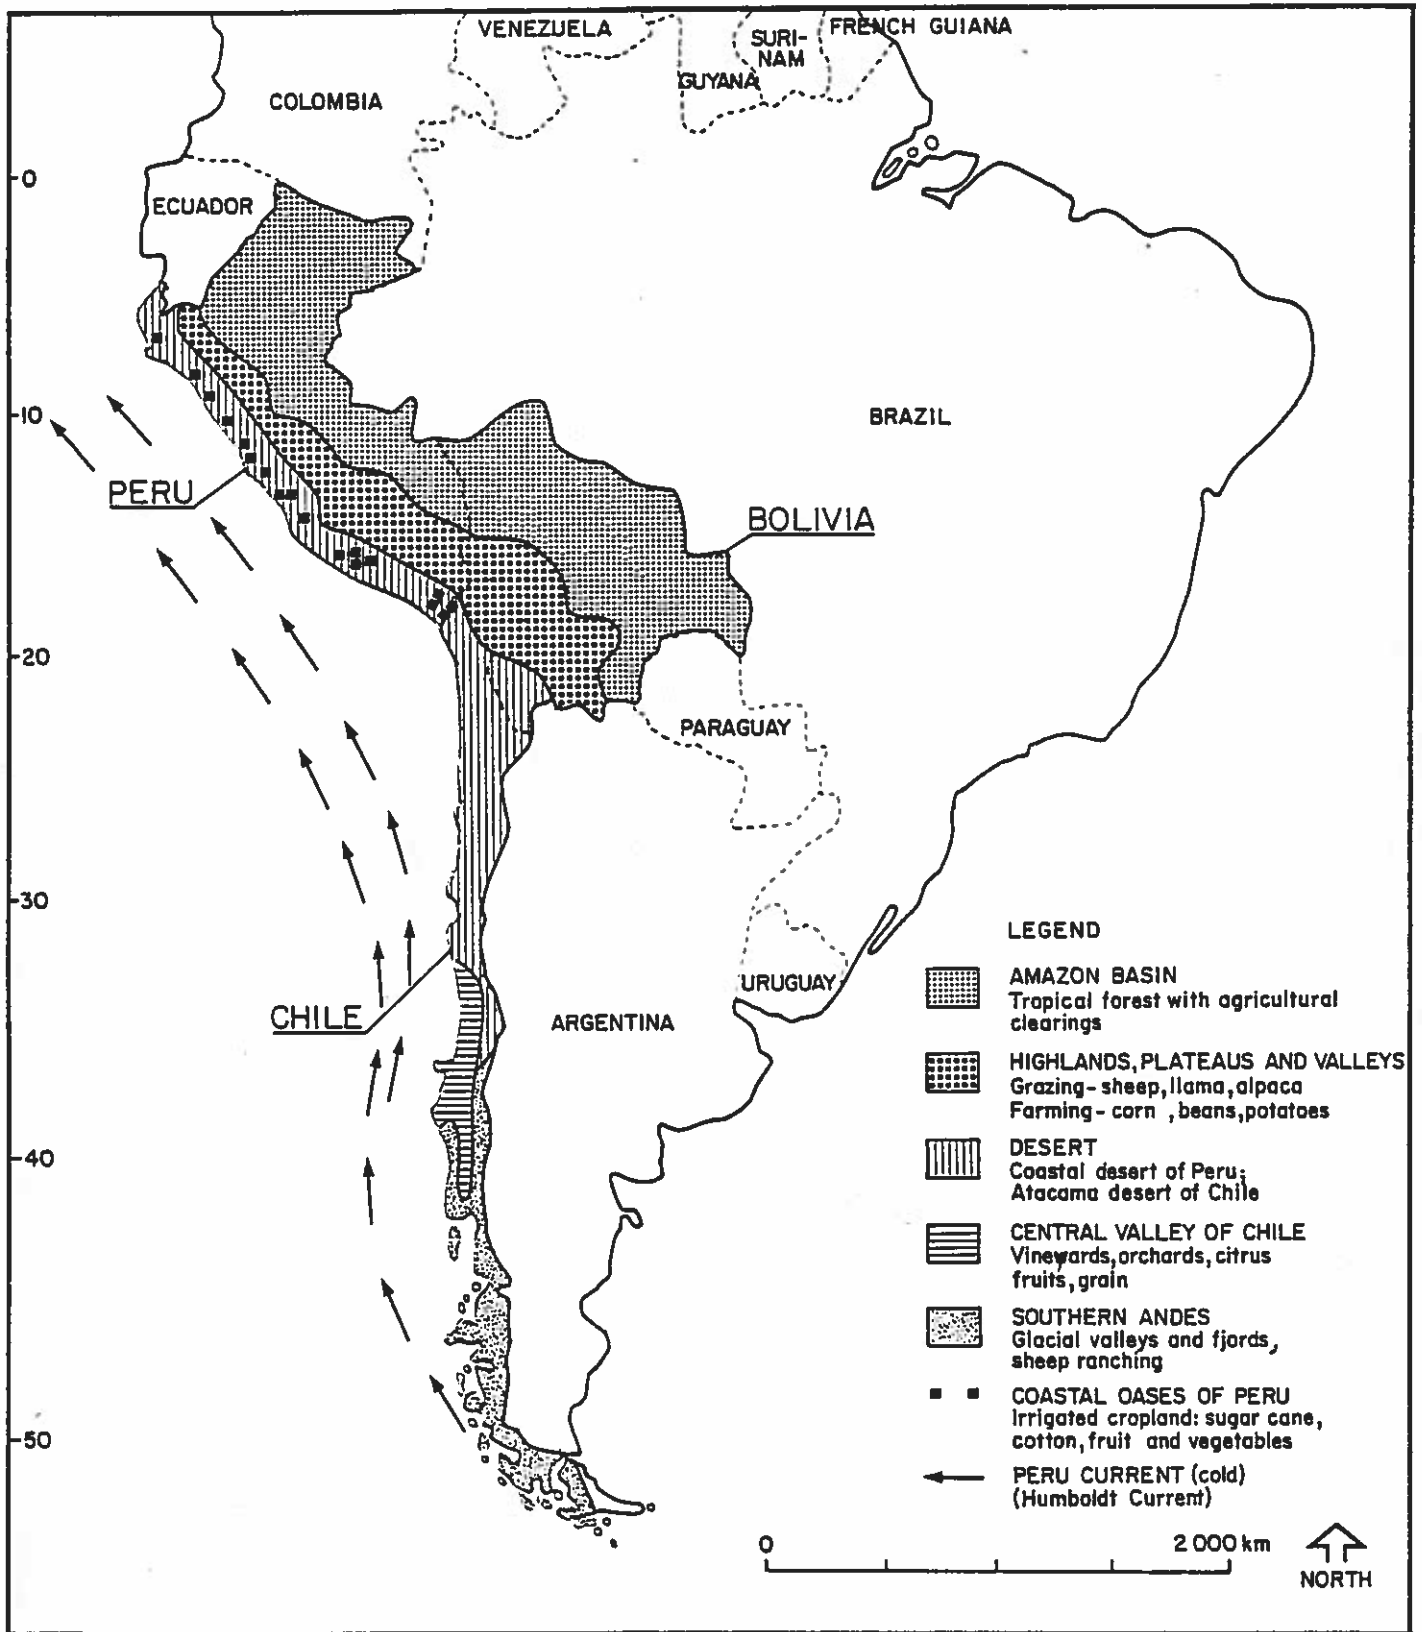 VENEZUELA
FRENCH GUIANA
SURI-
NAM
GUYANA
COLOMBIA
0
ECUADOR
10
BRAZIL
PERU
BOLIVIA
20
PARAGUAY
30
URUGUAY
CHILE
ARGENTINA
40
50
LEGEND
AMAZON BASIN
Tropical forest with agricultural
clearings
HIGHLANDS, PLATEAUS AND VALLEYS
Grazing-sheep, llama, alpaca
Farming-corn , beans, potatoes
DESERT
Coastal desert of Peru;
Atacama desert of Chile
CENTRAL VALLEY OF CHILE
Vineyards, orchards, citrus
fruits, grain
SOUTHERN ANDES
Glacial valleys and fjords,
sheep ranching
COASTAL OASES OF PERU
Irrigated cropland: sugar cane,
cotton, fruit and vegetables
PERU CURRENT (cold)
(Humboldt Current)
0 2 000 km
NORTH